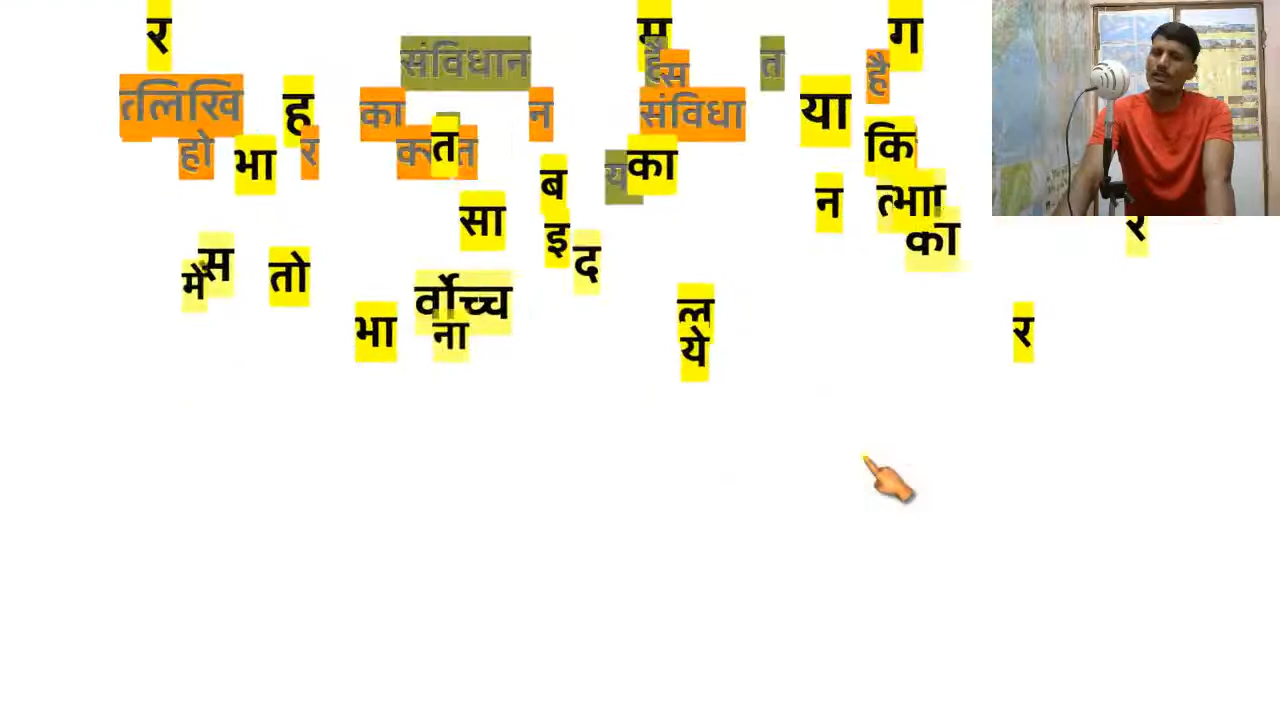 र म ग
संविधान है स त है
तलिखि ह का न संविधा या
हो भा र त का कि
ब न
सा इ का र
में स तो द
र्वोच्च
भा ना ल र
ये